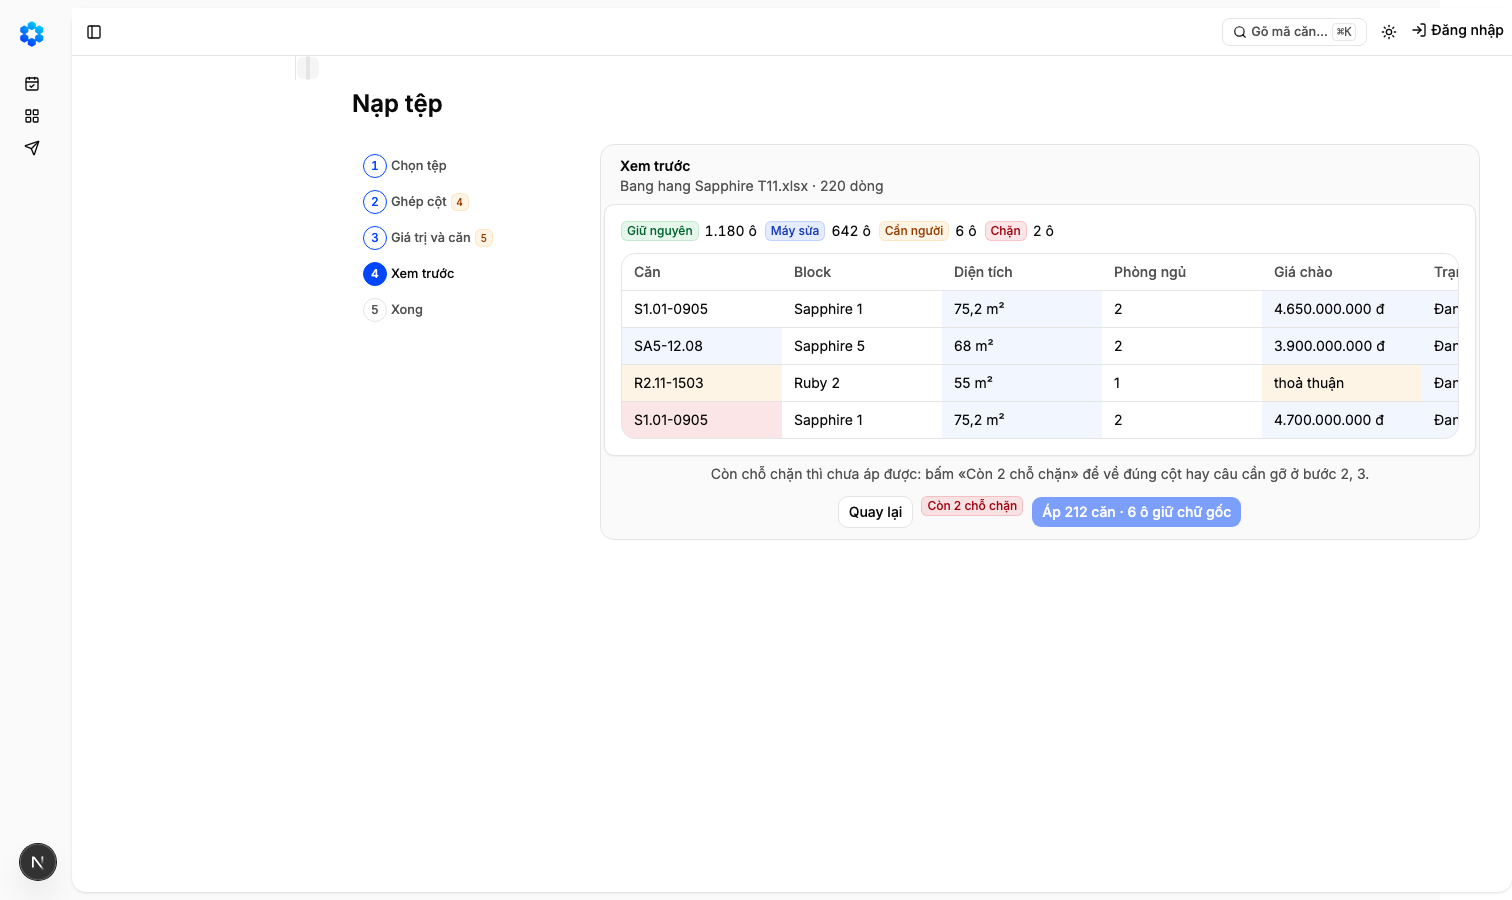 Gõ mã căn... ⌘K
Đăng nhập
Nạp tệp
1 Chọn tệp
2 Ghép cột 4
3 Giá trị và căn 5
4 Xem trước
5 Xong
Xem trước
Bang hang Sapphire T11.xlsx · 220 dòng
Giữ nguyên 1.180 ô Máy sửa 642 ô Cần người 6 ô Chặn 2 ô
Căn Block Diện tích Phòng ngủ Giá chào Trạn
S1.01-0905 Sapphire 1 75,2 m² 2 4.650.000.000 đ Đan
SA5-12.08 Sapphire 5 68 m² 2 3.900.000.000 đ Đan
R2.11-1503 Ruby 2 55 m² 1 thoả thuận Đan
S1.01-0905 Sapphire 1 75,2 m² 2 4.700.000.000 đ Đan
Còn chỗ chặn thì chưa áp được: bấm «Còn 2 chỗ chặn» để về đúng cột hay câu cần gỡ ở bước 2, 3.
Quay lại Còn 2 chỗ chặn Áp 212 căn · 6 ô giữ chữ gốc
N